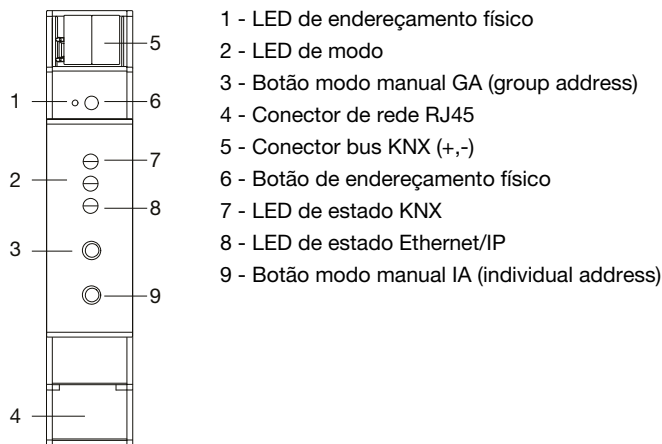 1 - LED de endereçamento físico
2 - LED de modo
3 - Botão modo manual GA (group address)
4 - Conector de rede RJ45
5 - Conector bus KNX (+,-)
6 - Botão de endereçamento físico
7 - LED de estado KNX
8 - LED de estado Ethernet/IP
9 - Botão modo manual IA (individual address)
5
1
6
7
2
8
3
9
4